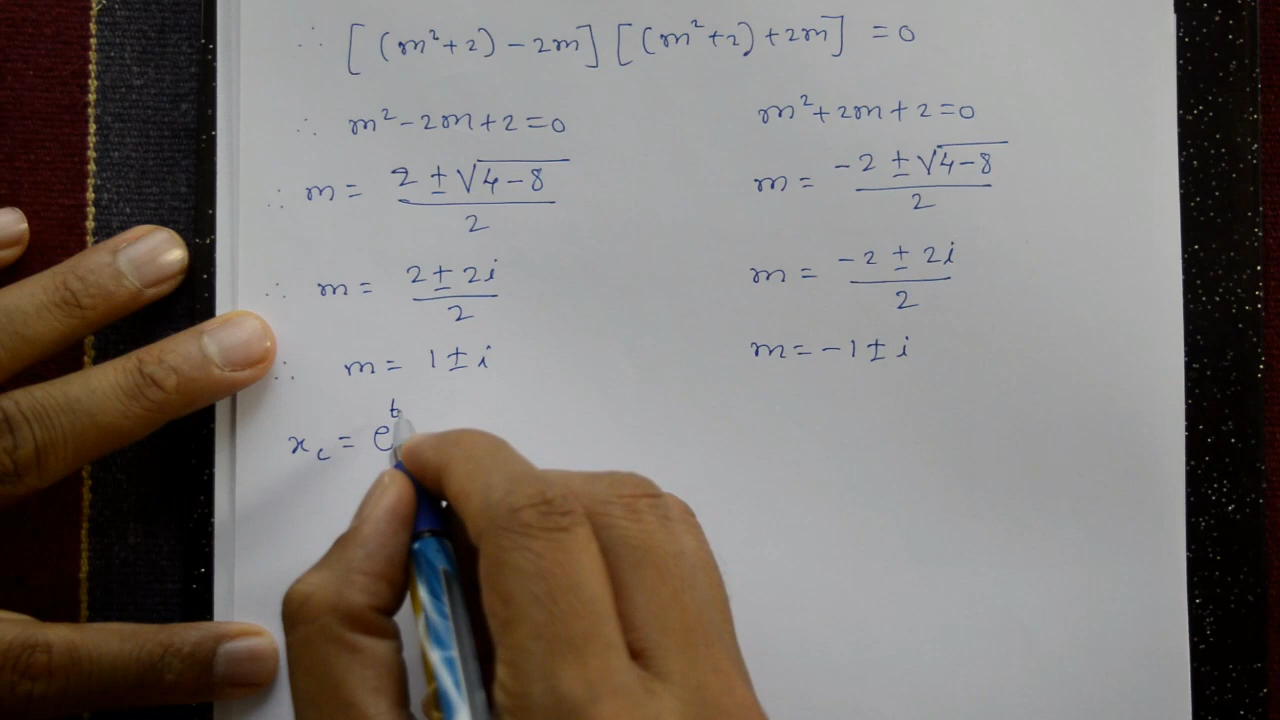 ∴ [(m²+2) - 2m] [(m²+2) + 2m] = 0
∴ m² - 2m + 2 = 0 m² + 2m + 2 = 0
∴ m = (2 ± √(4-8))/2 m = (-2 ± √(4-8))/2
∴ m = (2 ± 2i)/2 m = (-2 ± 2i)/2
∴ m = 1 ± i m = -1 ± i
x_c = e^t